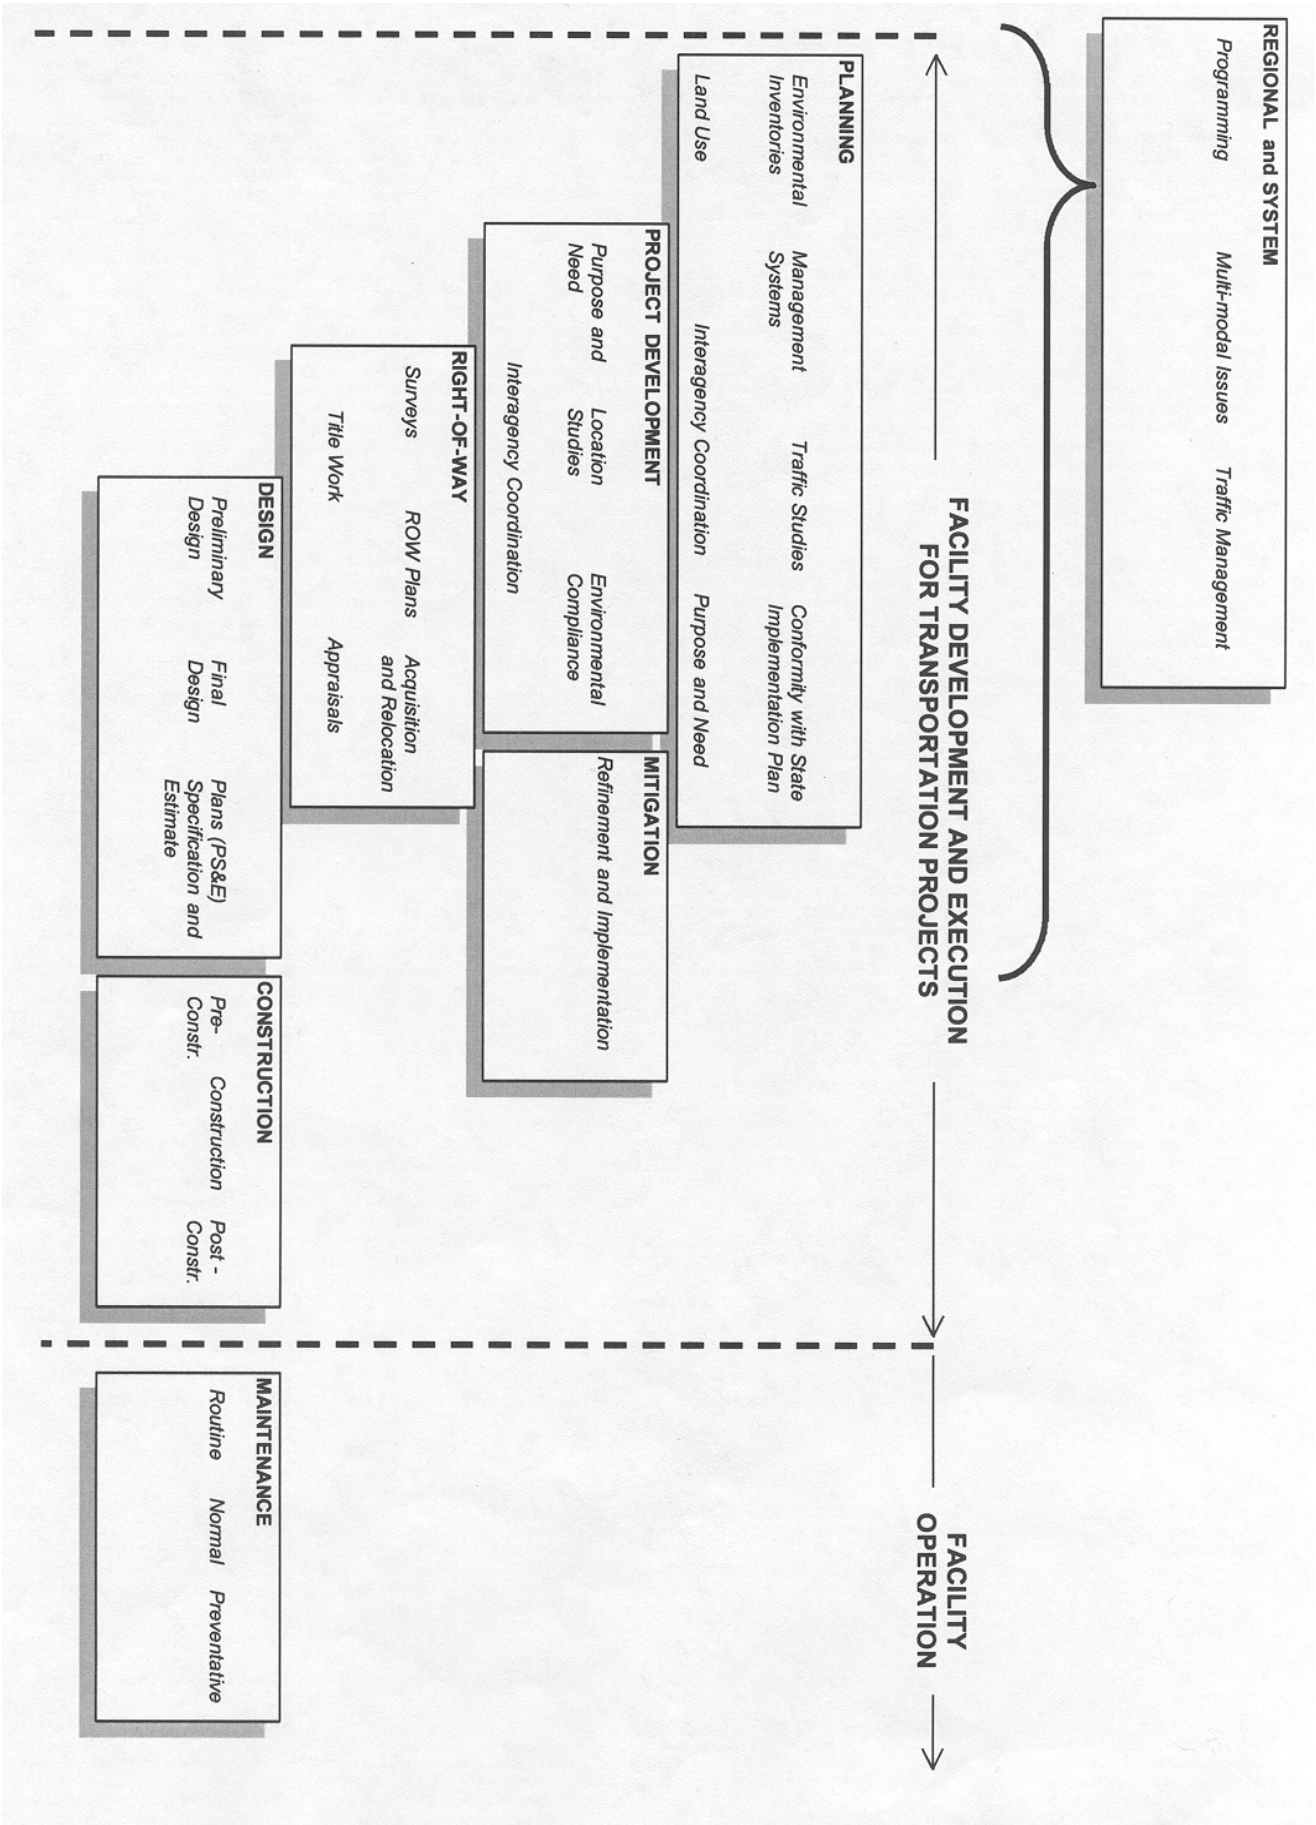 REGIONAL and SYSTEM
Programming
Multi-modal Issues
Traffic Management
FACILITY DEVELOPMENT AND EXECUTION
FOR TRANSPORTATION PROJECTS
FACILITY
OPERATION
PLANNING
Environmental
Inventories
Management
Systems
Traffic Studies
Conformity with State
Implementation Plan
Land Use
Interagency Coordination
Purpose and Need
PROJECT DEVELOPMENT
Purpose and
Need
Location
Studies
Environmental
Compliance
Interagency Coordination
MITIGATION
Refinement and Implementation
RIGHT-OF-WAY
Surveys
ROW Plans
Acquisition
and Relocation
Title Work
Appraisals
DESIGN
Preliminary
Design
Final
Design
Plans (PS&E)
Specification and
Estimate
CONSTRUCTION
Pre-
Constr.
Construction
Post -
Constr.
MAINTENANCE
Routine
Normal
Preventative